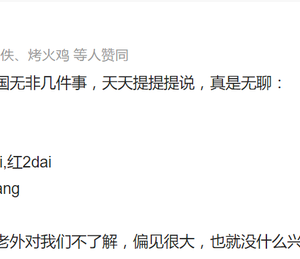 佚、烤火鸡 等人赞同
国无非几件事，天天提提提说，真是无聊：
i,红2dai
ang
老外对我们不了解，偏见很大，也就没什么兴